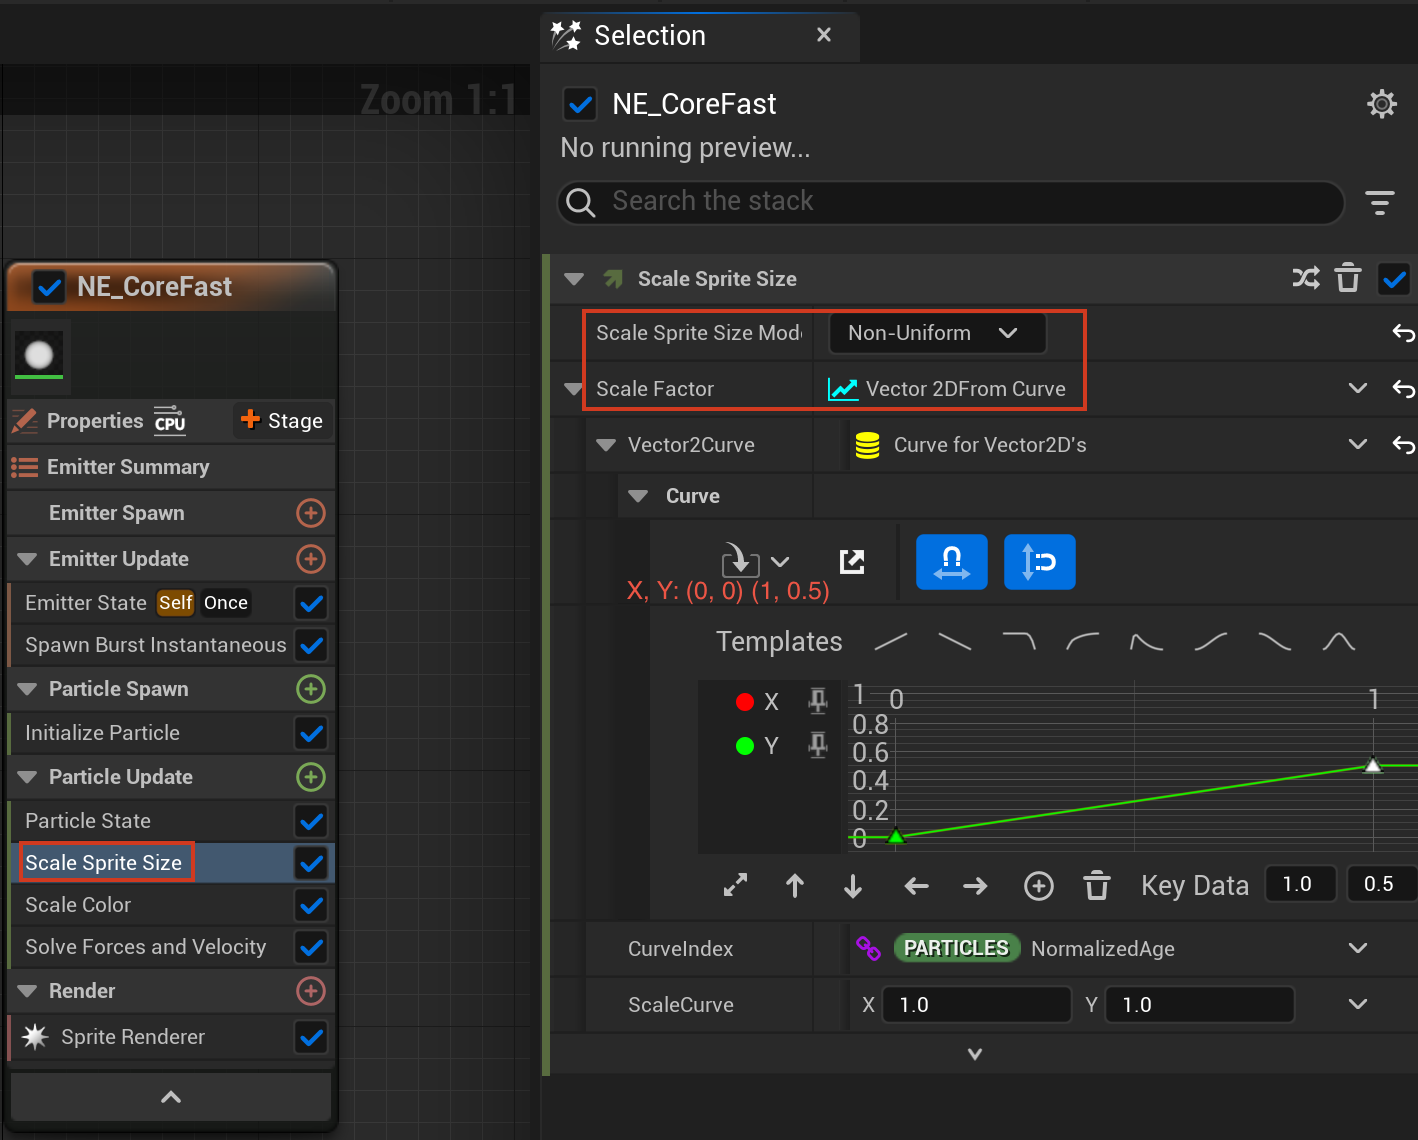 Selection
Zoom 1:1
NE_CoreFast
No running preview...
Search the stack
Scale Sprite Size
Scale Sprite Size Mod
Non-Uniform
Scale Factor
Vector 2DFrom Curve
Vector2Curve
Curve for Vector2D's
Curve
X, Y: (0, 0) (1, 0.5)
Templates
X
Y
1
0.8
0.6
0.4
0.2
0
0
1
Key Data
1.0
0.5
CurveIndex
PARTICLES
NormalizedAge
ScaleCurve
X
1.0
Y
1.0
NE_CoreFast
Properties
CPU
Stage
Emitter Summary
Emitter Spawn
Emitter Update
Emitter State Self Once
Spawn Burst Instantaneous
Particle Spawn
Initialize Particle
Particle Update
Particle State
Scale Sprite Size
Scale Color
Solve Forces and Velocity
Render
Sprite Renderer